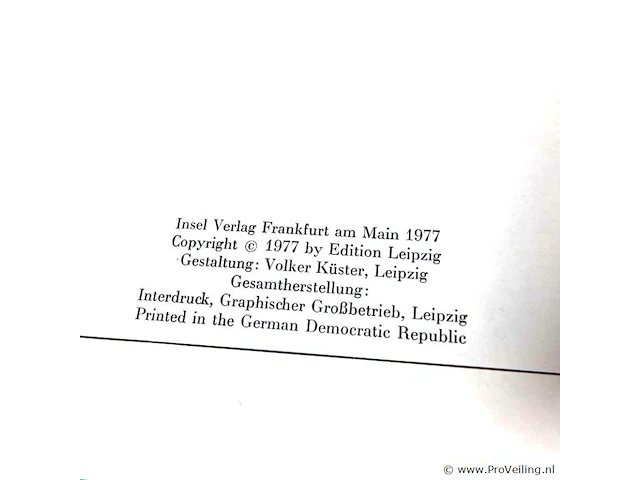 Insel Verlag Frankfurt am Main 1977
Copyright © 1977 by Edition Leipzig
Gestaltung: Volker Küster, Leipzig
Gesamtherstellung:
Interdruck, Graphischer Großbetrieb, Leipzig
Printed in the German Democratic Republic
© www.ProVeiling.nl